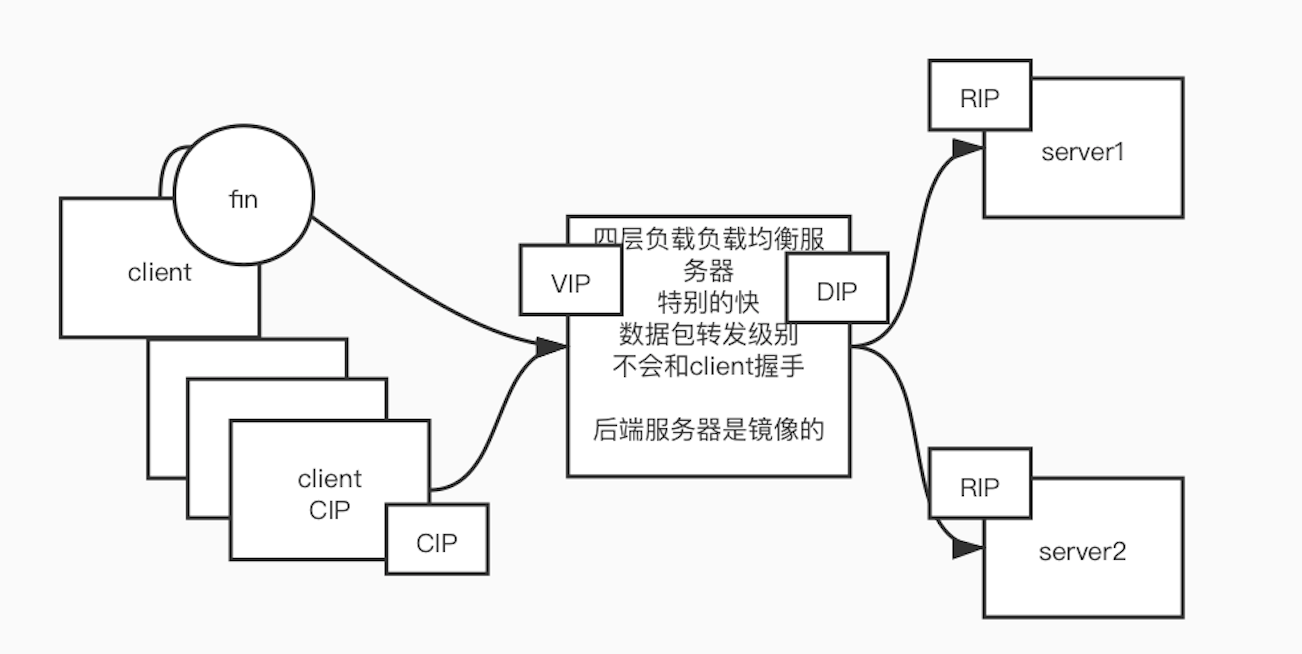 fin
client
client
CIP
CIP
VIP
四层负载负载均衡服
务器
特别的快
数据包转发级别
不会和client握手
后端服务器是镜像的
DIP
RIP
server1
RIP
server2